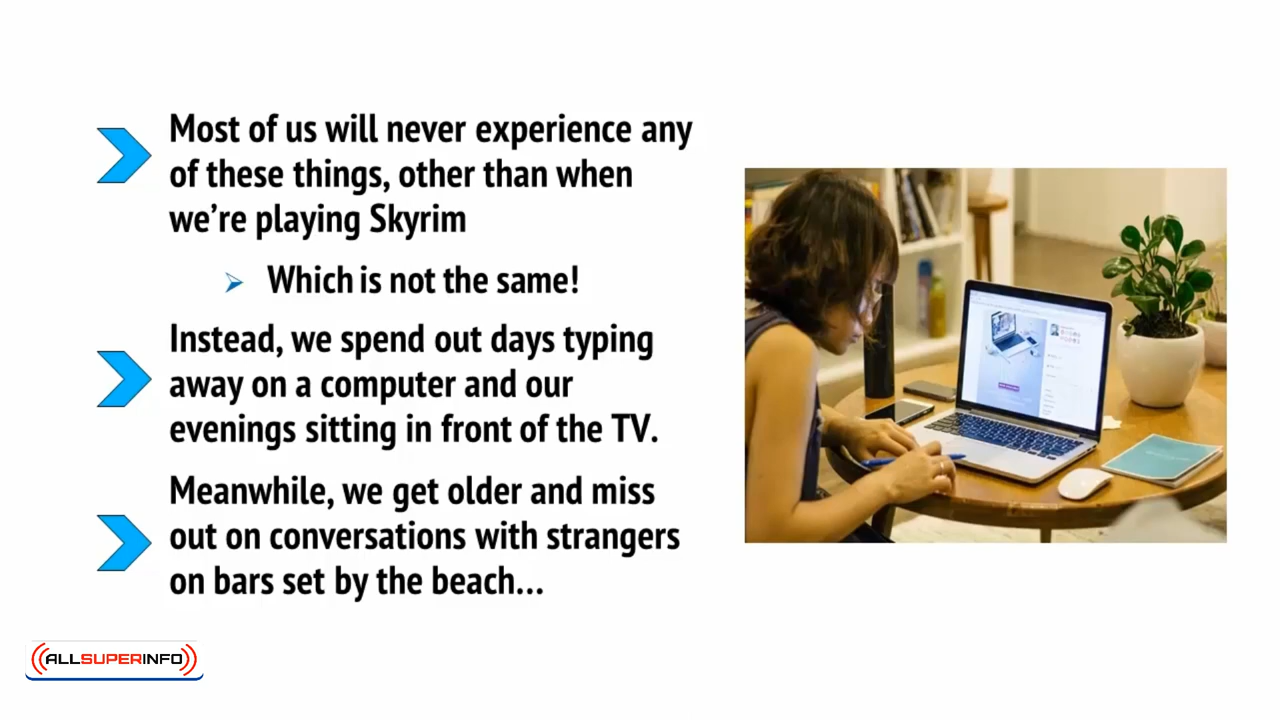 Most of us will never experience any
of these things, other than when
we’re playing Skyrim
Which is not the same!
Instead, we spend out days typing
away on a computer and our
evenings sitting in front of the TV.
Meanwhile, we get older and miss
out on conversations with strangers
on bars set by the beach…
ALLSUPERINFO